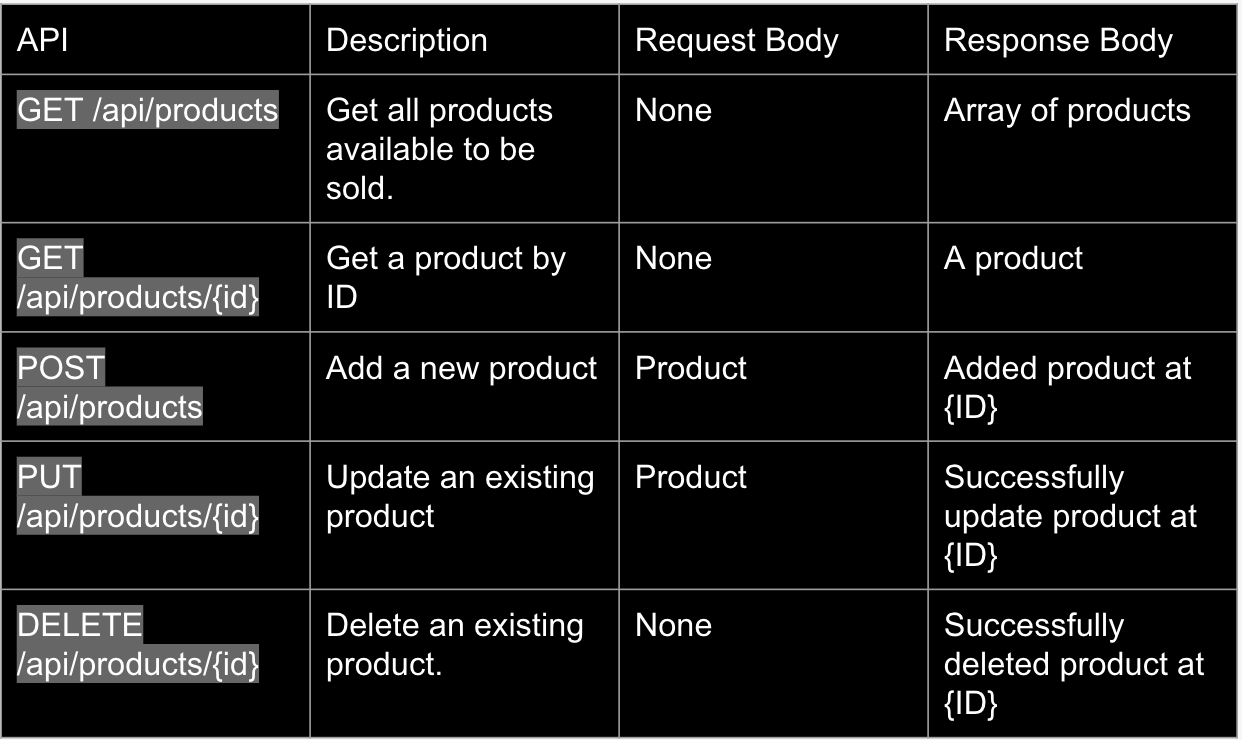 API
Description
Request Body
Response Body
GET /api/products
Get all products
available to be
sold.
None
Array of products
GET
/api/products/{id}
Get a product by
ID
None
A product
POST
/api/products
Add a new product
Product
Added product at
{ID}
PUT
/api/products/{id}
Update an existing
product
Product
Successfully
update product at
{ID}
DELETE
/api/products/{id}
Delete an existing
product.
None
Successfully
deleted product at
{ID}